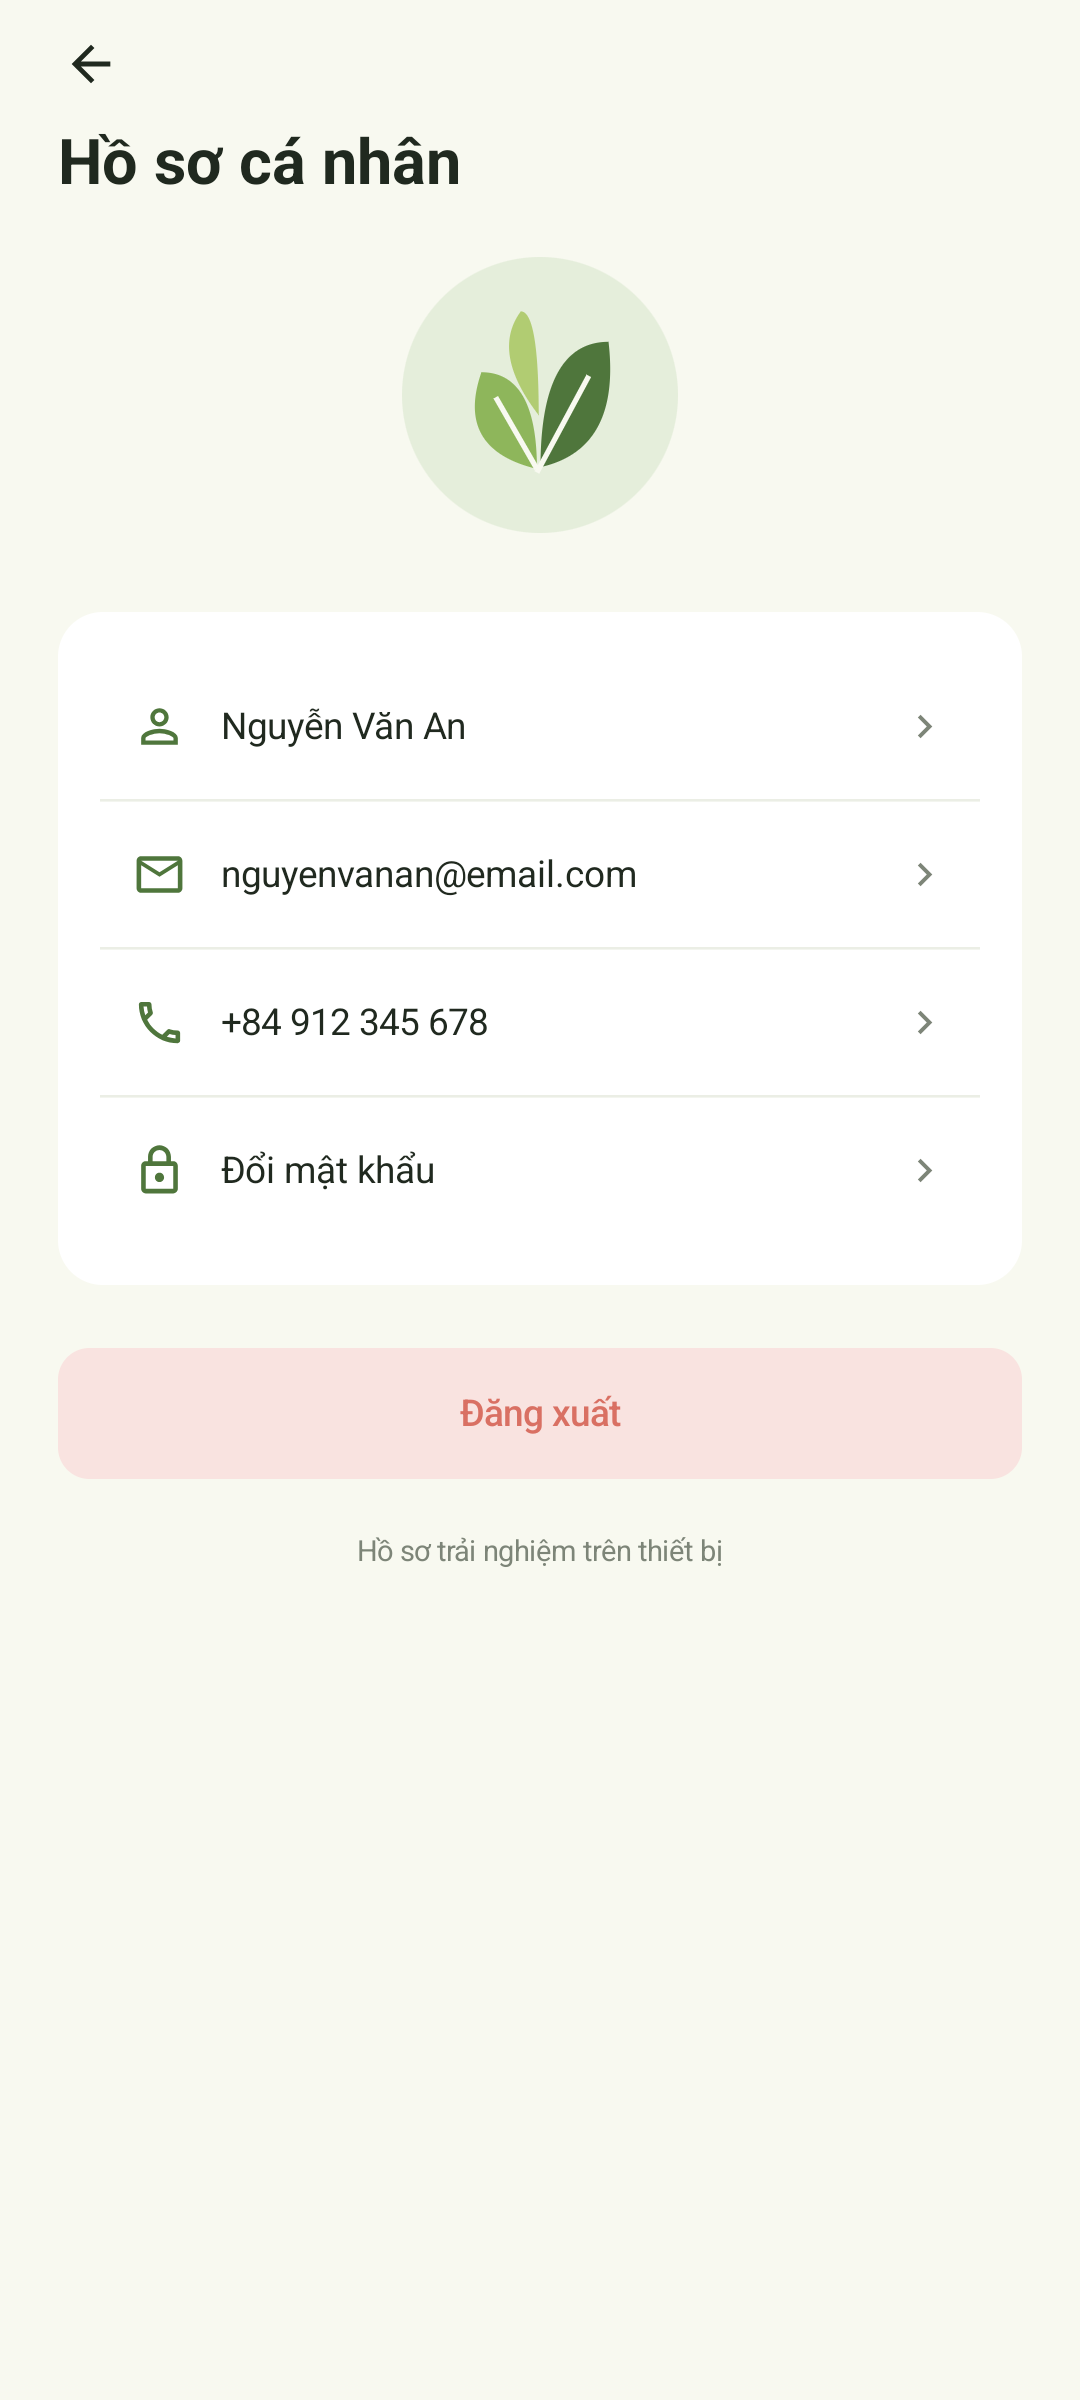 Hồ sơ cá nhân
Nguyễn Văn An
nguyenvanan@email.com
+84 912 345 678
Đổi mật khẩu
Đăng xuất
Hồ sơ trải nghiệm trên thiết bị